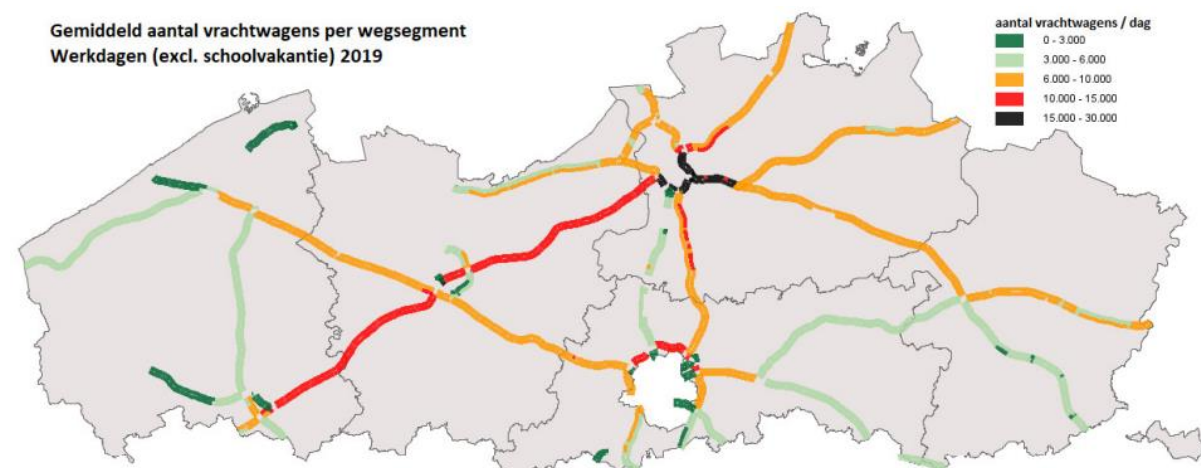 Gemiddeld aantal vrachtwagens per wegsegment
Werkdagen (excl. schoolvakantie) 2019
aantal vrachtwagens / dag
0 - 3.000
3.000 - 6.000
6.000 - 10.000
10.000 - 15.000
15.000 - 30.000